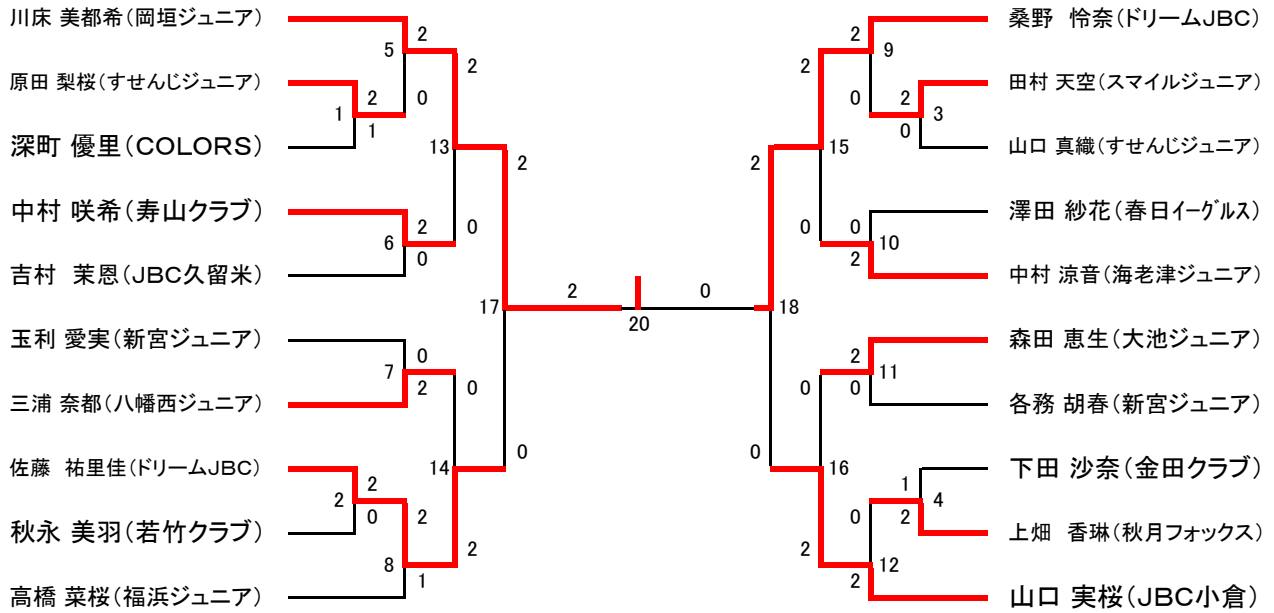 川床 美都希(岡垣ジュニア)
原田 梨桜(すせんじジュニア)
深町 優里(COLORS)
中村 咲希(寿山クラブ)
吉村 茉恩(JBC久留米)
玉利 愛実(新宮ジュニア)
三浦 奈都(八幡西ジュニア)
佐藤 祐里佳(ドリームJBC)
秋永 美羽(若竹クラブ)
高橋 菜桜(福浜ジュニア)
5
2
2
1
2
1
0
13
2
6
2
0
0
17
7
0
2
0
14
0
2
2
0
2
8
1
2
2
20
0
18
2
2
2
9
0
2
3
0
15
0
0
10
2
2
11
0
0
0
16
1
4
2
0
2
12
2
桑野 怜奈(ドリームJBC)
田村 天空(スマイルジュニア)
山口 真織(すせんじジュニア)
澤田 紗花(春日イーグルス)
中村 涼音(海老津ジュニア)
森田 恵生(大池ジュニア)
各務 胡春(新宮ジュニア)
下田 沙奈(金田クラブ)
上畑 香琳(秋月フォックス)
山口 実桜(JBC小倉)